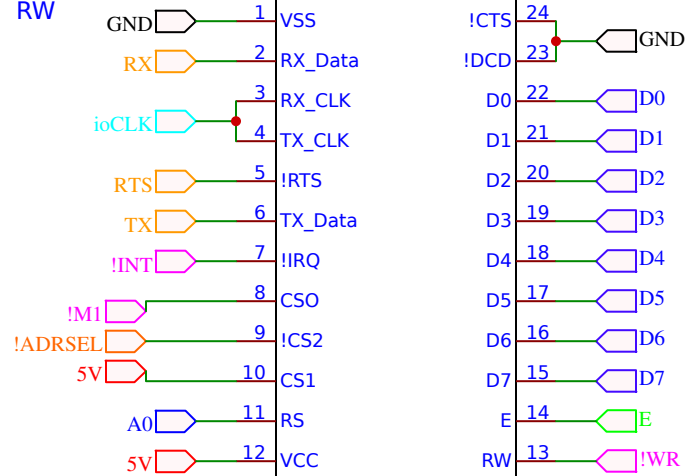 RW
GND 1 VSS
RX 2 RX_Data
3 RX_CLK
ioCLK
4 TX_CLK
RTS 5 !RTS
TX 6 TX_Data
!INT 7 !IRQ
!M1 8 CSO
!ADRSEL 9 !CS2
5V 10 CS1
A0 11 RS
5V 12 VCC
!CTS 24
GND
!DCD 23
D0 22 D0
D1 21 D1
D2 20 D2
D3 19 D3
D4 18 D4
D5 17 D5
D6 16 D6
D7 15 D7
E 14 E
RW 13 !WR